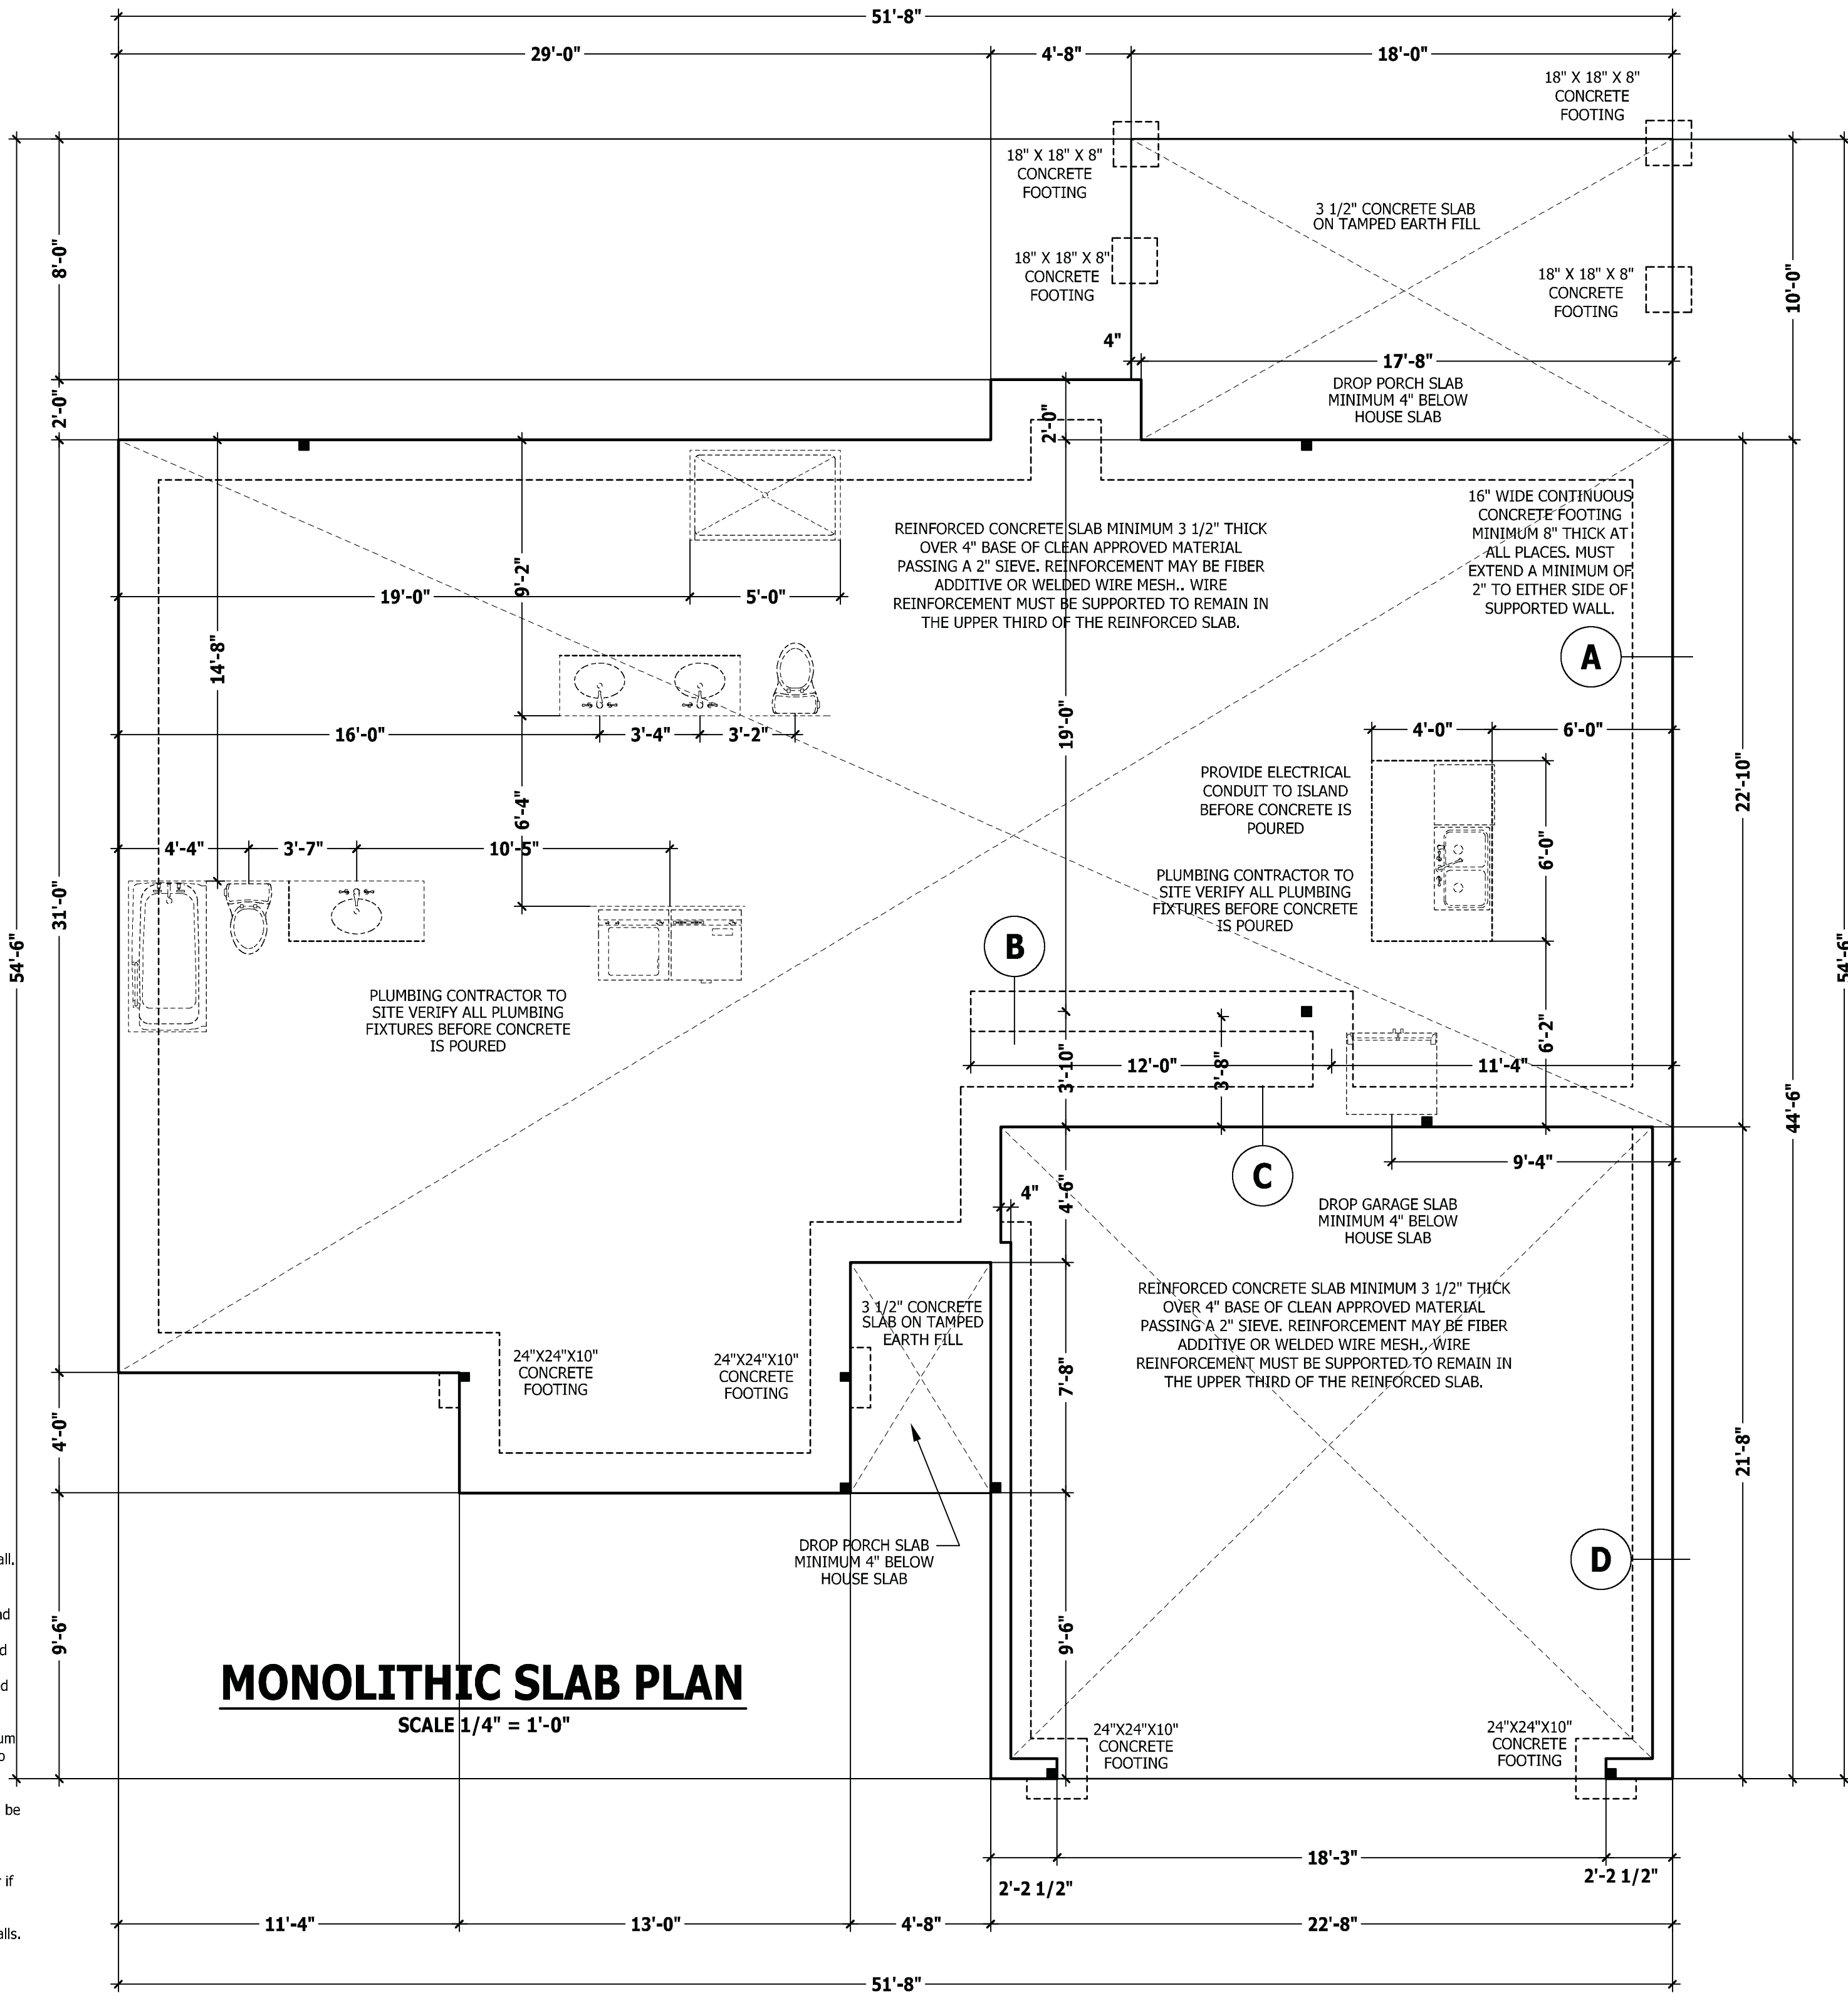 51'-8"
29'-0"
4'-8"
18'-0"
18" X 18" X 8"
CONCRETE
FOOTING
18" X 18" X 8"
CONCRETE
FOOTING
3 1/2" CONCRETE SLAB
ON TAMPED EARTH FILL
8'-0"
18" X 18" X 8"
CONCRETE
FOOTING
18" X 18" X 8"
CONCRETE
FOOTING
10'-0"
4"
17'-8"
DROP PORCH SLAB
MINIMUM 4" BELOW
HOUSE SLAB
2'-0"
2'-0"
16" WIDE CONTINUOUS
CONCRETE FOOTING
MINIMUM 8" THICK AT
ALL PLACES. MUST
EXTEND A MINIMUM OF
2" TO EITHER SIDE OF
SUPPORTED WALL.
REINFORCED CONCRETE SLAB MINIMUM 3 1/2" THICK
OVER 4" BASE OF CLEAN APPROVED MATERIAL
PASSING A 2" SIEVE. REINFORCEMENT MAY BE FIBER
ADDITIVE OR WELDED WIRE MESH.. WIRE
REINFORCEMENT MUST BE SUPPORTED TO REMAIN IN
THE UPPER THIRD OF THE REINFORCED SLAB.
9'-2"
19'-0"
5'-0"
14'-8"
A
16'-0"
3'-4"
3'-2"
19'-0"
4'-0"
6'-0"
22'-10"
PROVIDE ELECTRICAL
CONDUIT TO ISLAND
BEFORE CONCRETE IS
POURED
6'-4"
4'-4"
3'-7"
10'-5"
6'-0"
PLUMBING CONTRACTOR TO
SITE VERIFY ALL PLUMBING
FIXTURES BEFORE CONCRETE
IS POURED
31'-0"
54'-6"
54'-6"
B
PLUMBING CONTRACTOR TO
SITE VERIFY ALL PLUMBING
FIXTURES BEFORE CONCRETE
IS POURED
6'-2"
12'-0"
11'-4"
3'-10"
3'-8"
44'-6"
9'-4"
C
4"
4'-6"
DROP GARAGE SLAB
MINIMUM 4" BELOW
HOUSE SLAB
REINFORCED CONCRETE SLAB MINIMUM 3 1/2" THICK
OVER 4" BASE OF CLEAN APPROVED MATERIAL
PASSING A 2" SIEVE. REINFORCEMENT MAY BE FIBER
ADDITIVE OR WELDED WIRE MESH.. WIRE
REINFORCEMENT MUST BE SUPPORTED TO REMAIN IN
THE UPPER THIRD OF THE REINFORCED SLAB.
3 1/2" CONCRETE
SLAB ON TAMPED
EARTH FILL
24"X24"X10"
CONCRETE
FOOTING
24"X24"X10"
CONCRETE
FOOTING
7'-8"
4'-0"
21'-8"
DROP PORCH SLAB
MINIMUM 4" BELOW
HOUSE SLAB
D
9'-6"
9'-6"
MONOLITHIC SLAB PLAN
SCALE 1/4" = 1'-0"
24"X24"X10"
CONCRETE
FOOTING
24"X24"X10"
CONCRETE
FOOTING
be
if
18'-3"
2'-2 1/2"
2'-2 1/2"
11'-4"
13'-0"
4'-8"
22'-8"
51'-8"